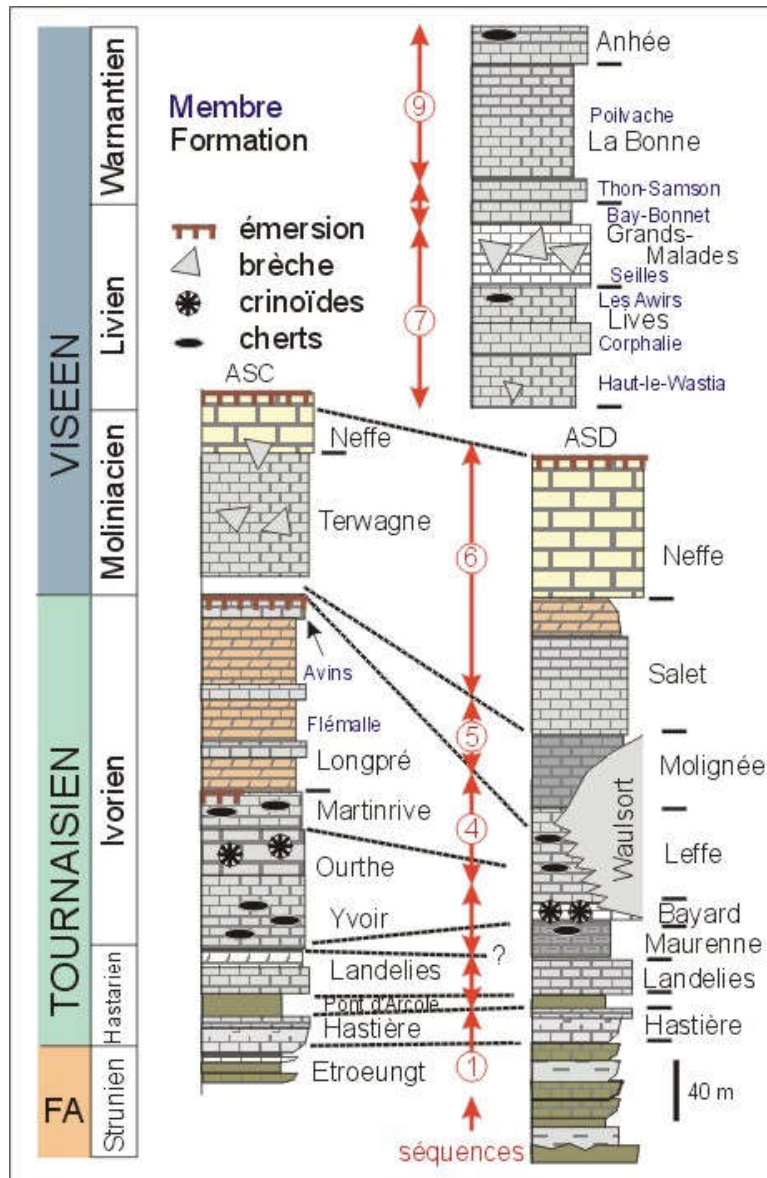 VISEEN
TOURNAISIEN
FA
Warnantien
Livien
Moliniacien
Ivorien
Hastarien
Strunien
Membre
Formation
émersion
brèche
crinoïdes
cherts
9
7
6
5
4
1
séquences
Anhée
Poilvache
La Bonne
Thon-Samson
Bay-Bonnet
Grands-
Malades
Seilles
Les Awirs
Lives
Corphalie
Haut-le-Wastia
ASC
Neffe
Terwagne
Avins
Flémalle
Longpré
Martinrive
Ourthe
Yvoir
Landelies
?
Pont d'Arcole
Hastière
Etroeungt
ASD
Neffe
Salet
Molignée
Waulsort
Leffe
Bayard
Maurenne
Landelies
Hastière
40 m